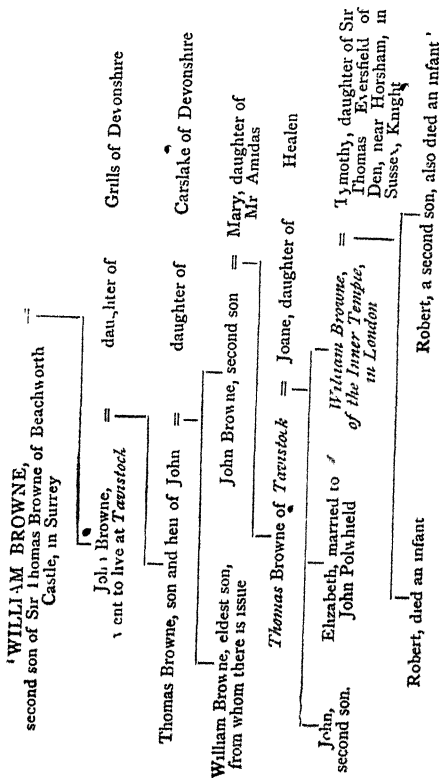 'WILLIAM BROWNE, =
second son of Sir Thomas Browne of Beachworth
Castle, in Surrey
John Browne, = daughter of Grills of Devonshire
went to live at Tavistock
Thomas Browne, son and heir of John = daughter of Carslake of Devonshire
William Browne, eldest son, John Browne, second son = Mary, daughter of
from whom there is issue Mr Amidas
Thomas Browne of Tavistock = Joane, daughter of Healen
John, Elizabeth, married to William Browne, = Tymothy, daughter of Sir
second son. John Polwhield of the Inner Temple, Thomas Eversfield of
in London Den, near Horsham, in
Sussex, Knight
Robert, died an infant Robert, a second son, also died an infant'